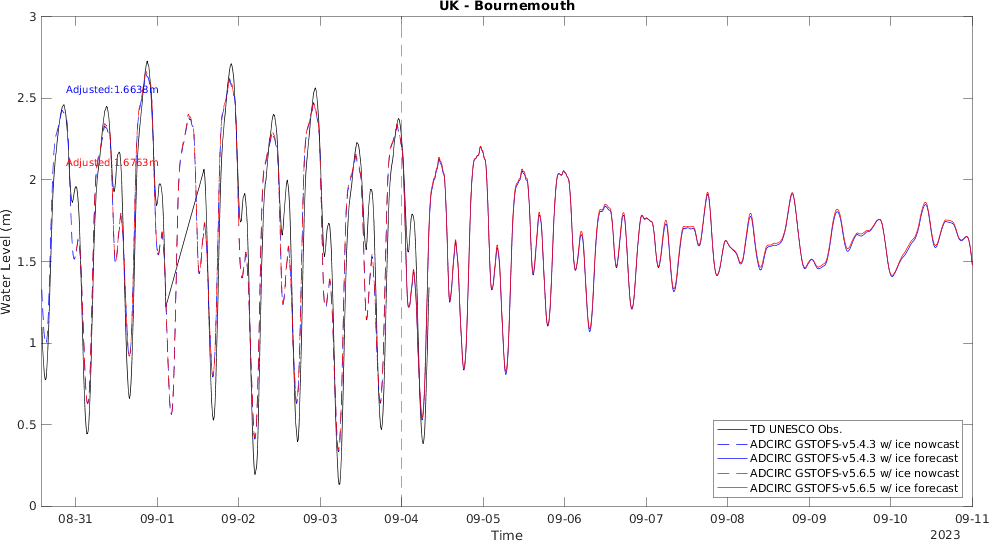 UK - Bournemouth
3
2.5
2
1.5
1
0.5
0
Water Level (m)
Adjusted:1.6638m
Adjusted:1.6763m
TD UNESCO Obs.
ADCIRC GSTOFS-v5.4.3 w/ ice nowcast
ADCIRC GSTOFS-v5.4.3 w/ ice forecast
ADCIRC GSTOFS-v5.6.5 w/ ice nowcast
ADCIRC GSTOFS-v5.6.5 w/ ice forecast
08-31 09-01 09-02 09-03 09-04 09-05 09-06 09-07 09-08 09-09 09-10 09-11
Time
2023